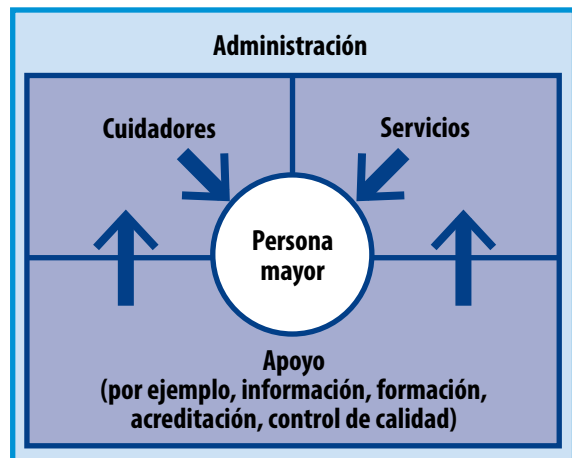 Administración
Cuidadores
Servicios
Persona
mayor
Apoyo
(por ejemplo, información, formación,
acreditación, control de calidad)